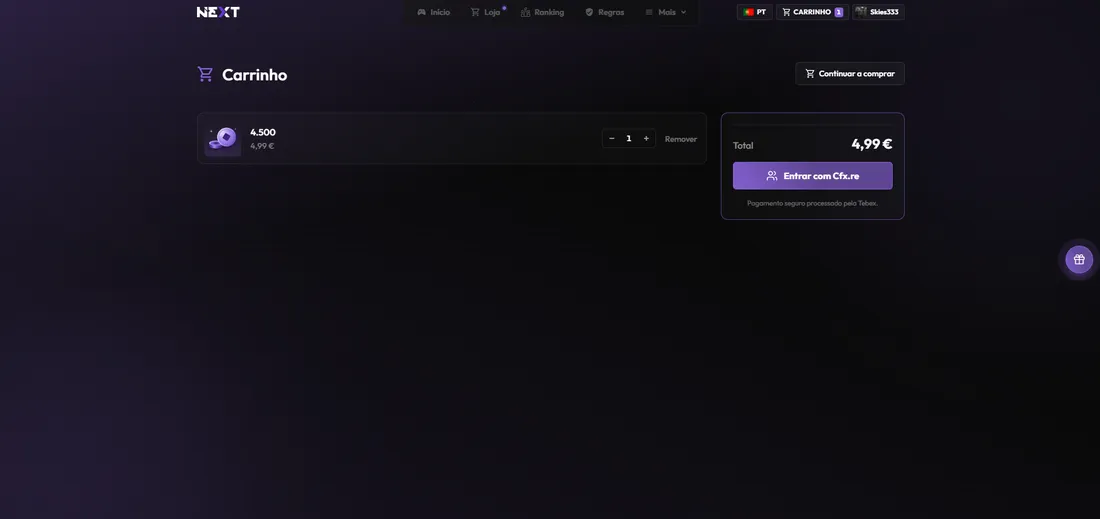 NEXT
Início
Loja
Ranking
Regras
Mais
PT
CARRINHO 1
Skies333
Carrinho
Continuar a comprar
4.500
4,99 €
− 1 +
Remover
Total
4,99 €
Entrar com Cfx.re
Pagamento seguro processado pela Tebex.